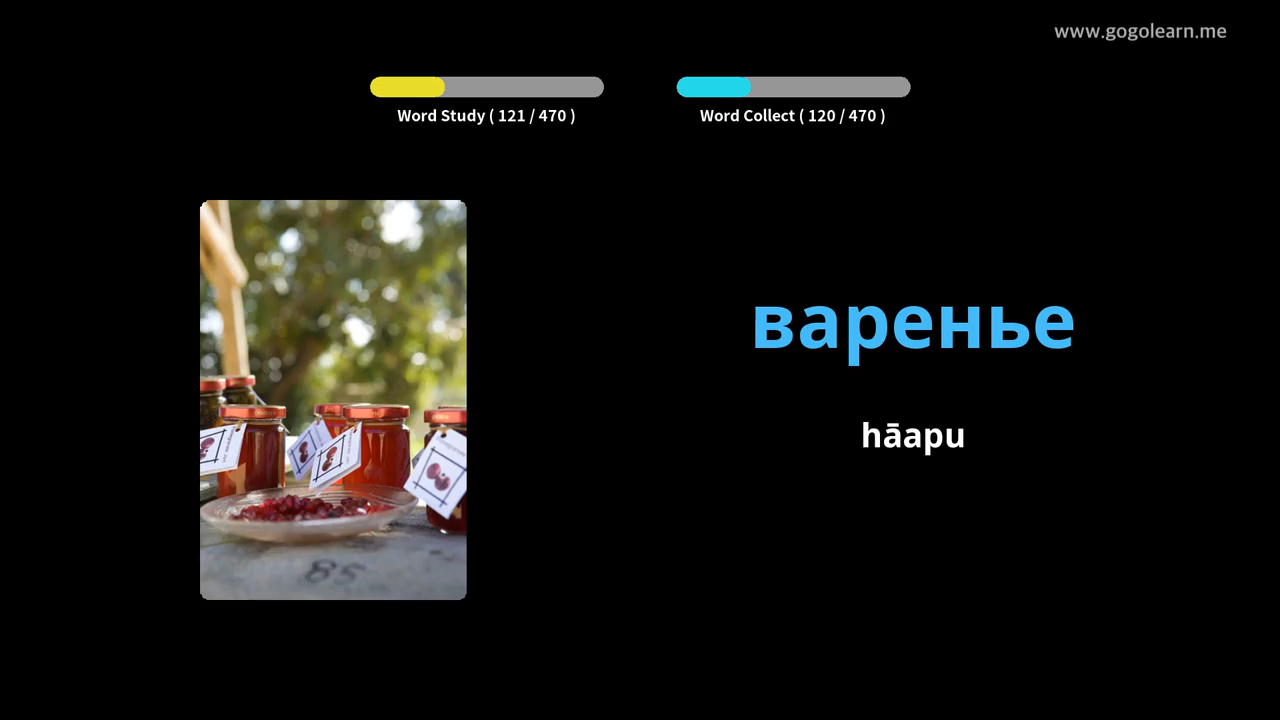 www.gogolearn.me
Word Study ( 121 / 470 )
Word Collect ( 120 / 470 )
варенье
hāapu
85